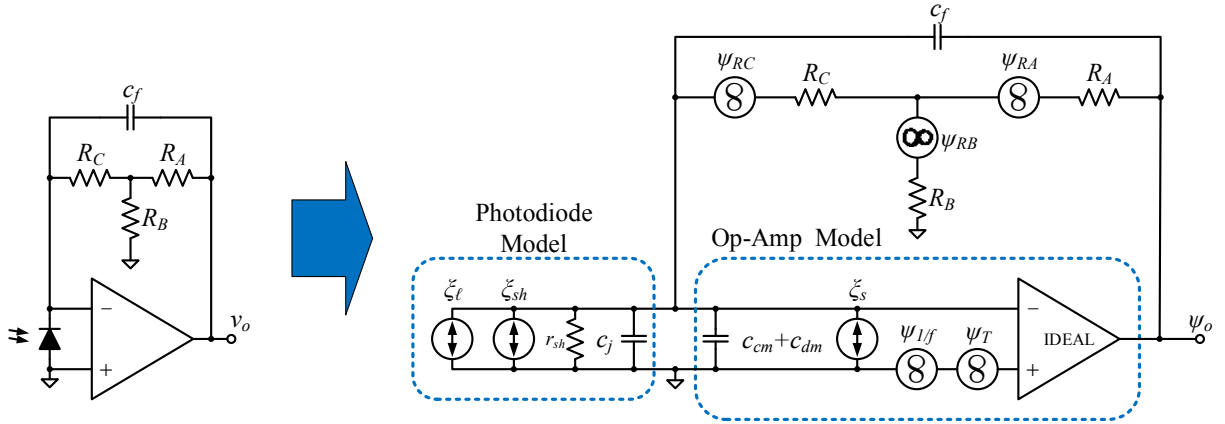 c_f
R_C R_A
R_B
−
+
v_o
c_f
ψ_RC R_C ψ_RA R_A
ψ_RB
R_B
Photodiode
Model
Op-Amp Model
ξ_ℓ ξ_sh r_sh c_j
c_cm+c_dm ξ_s
ψ_1/f ψ_T
−
IDEAL
+
ψ_o